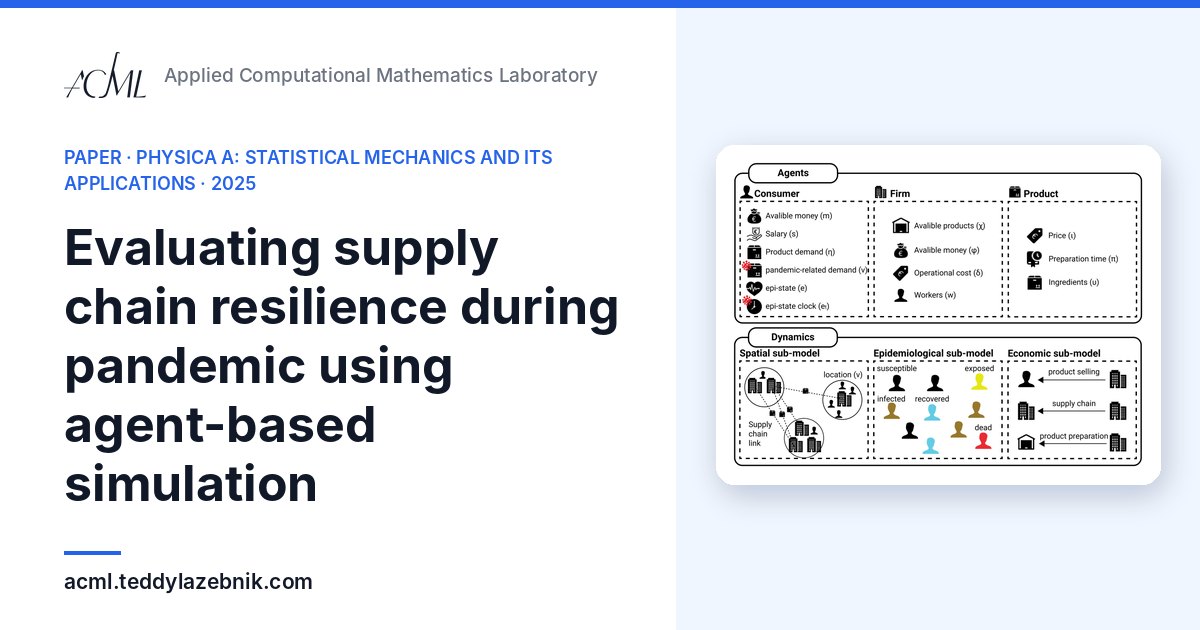 ACML
Applied Computational Mathematics Laboratory
PAPER · PHYSICA A: STATISTICAL MECHANICS AND ITS
APPLICATIONS · 2025
Evaluating supply
chain resilience during
pandemic using
agent-based
simulation
acml.teddylazebnik.com
Agents
Consumer
Avalible money (m)
Salary (s)
Product demand (η)
pandemic-related demand (ν)
epi-state (e)
epi-state clock (eₜ)
Firm
Avalible products (χ)
Avalible money (φ)
Operational cost (δ)
Workers (w)
Product
Price (ι)
Preparation time (π)
Ingredients (υ)
Dynamics
Spatial sub-model
location (v)
Supply
chain
link
Epidemiological sub-model
susceptible
exposed
infected
recovered
dead
Economic sub-model
product selling
supply chain
product preparation